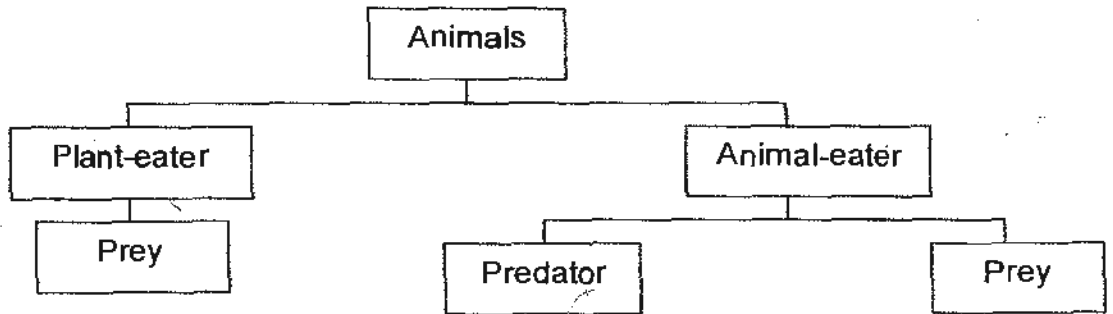 Animals
Plant-eater
Animal-eater
Prey
Predator
Prey